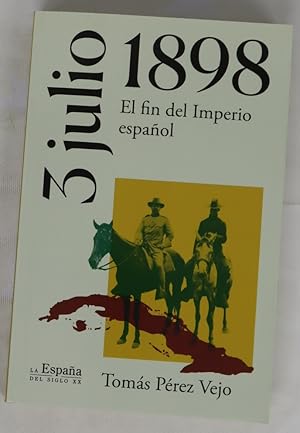 3 julio
1898
El fin del Imperio
español
LA España
DEL SIGLO XX
Tomás Pérez Vejo